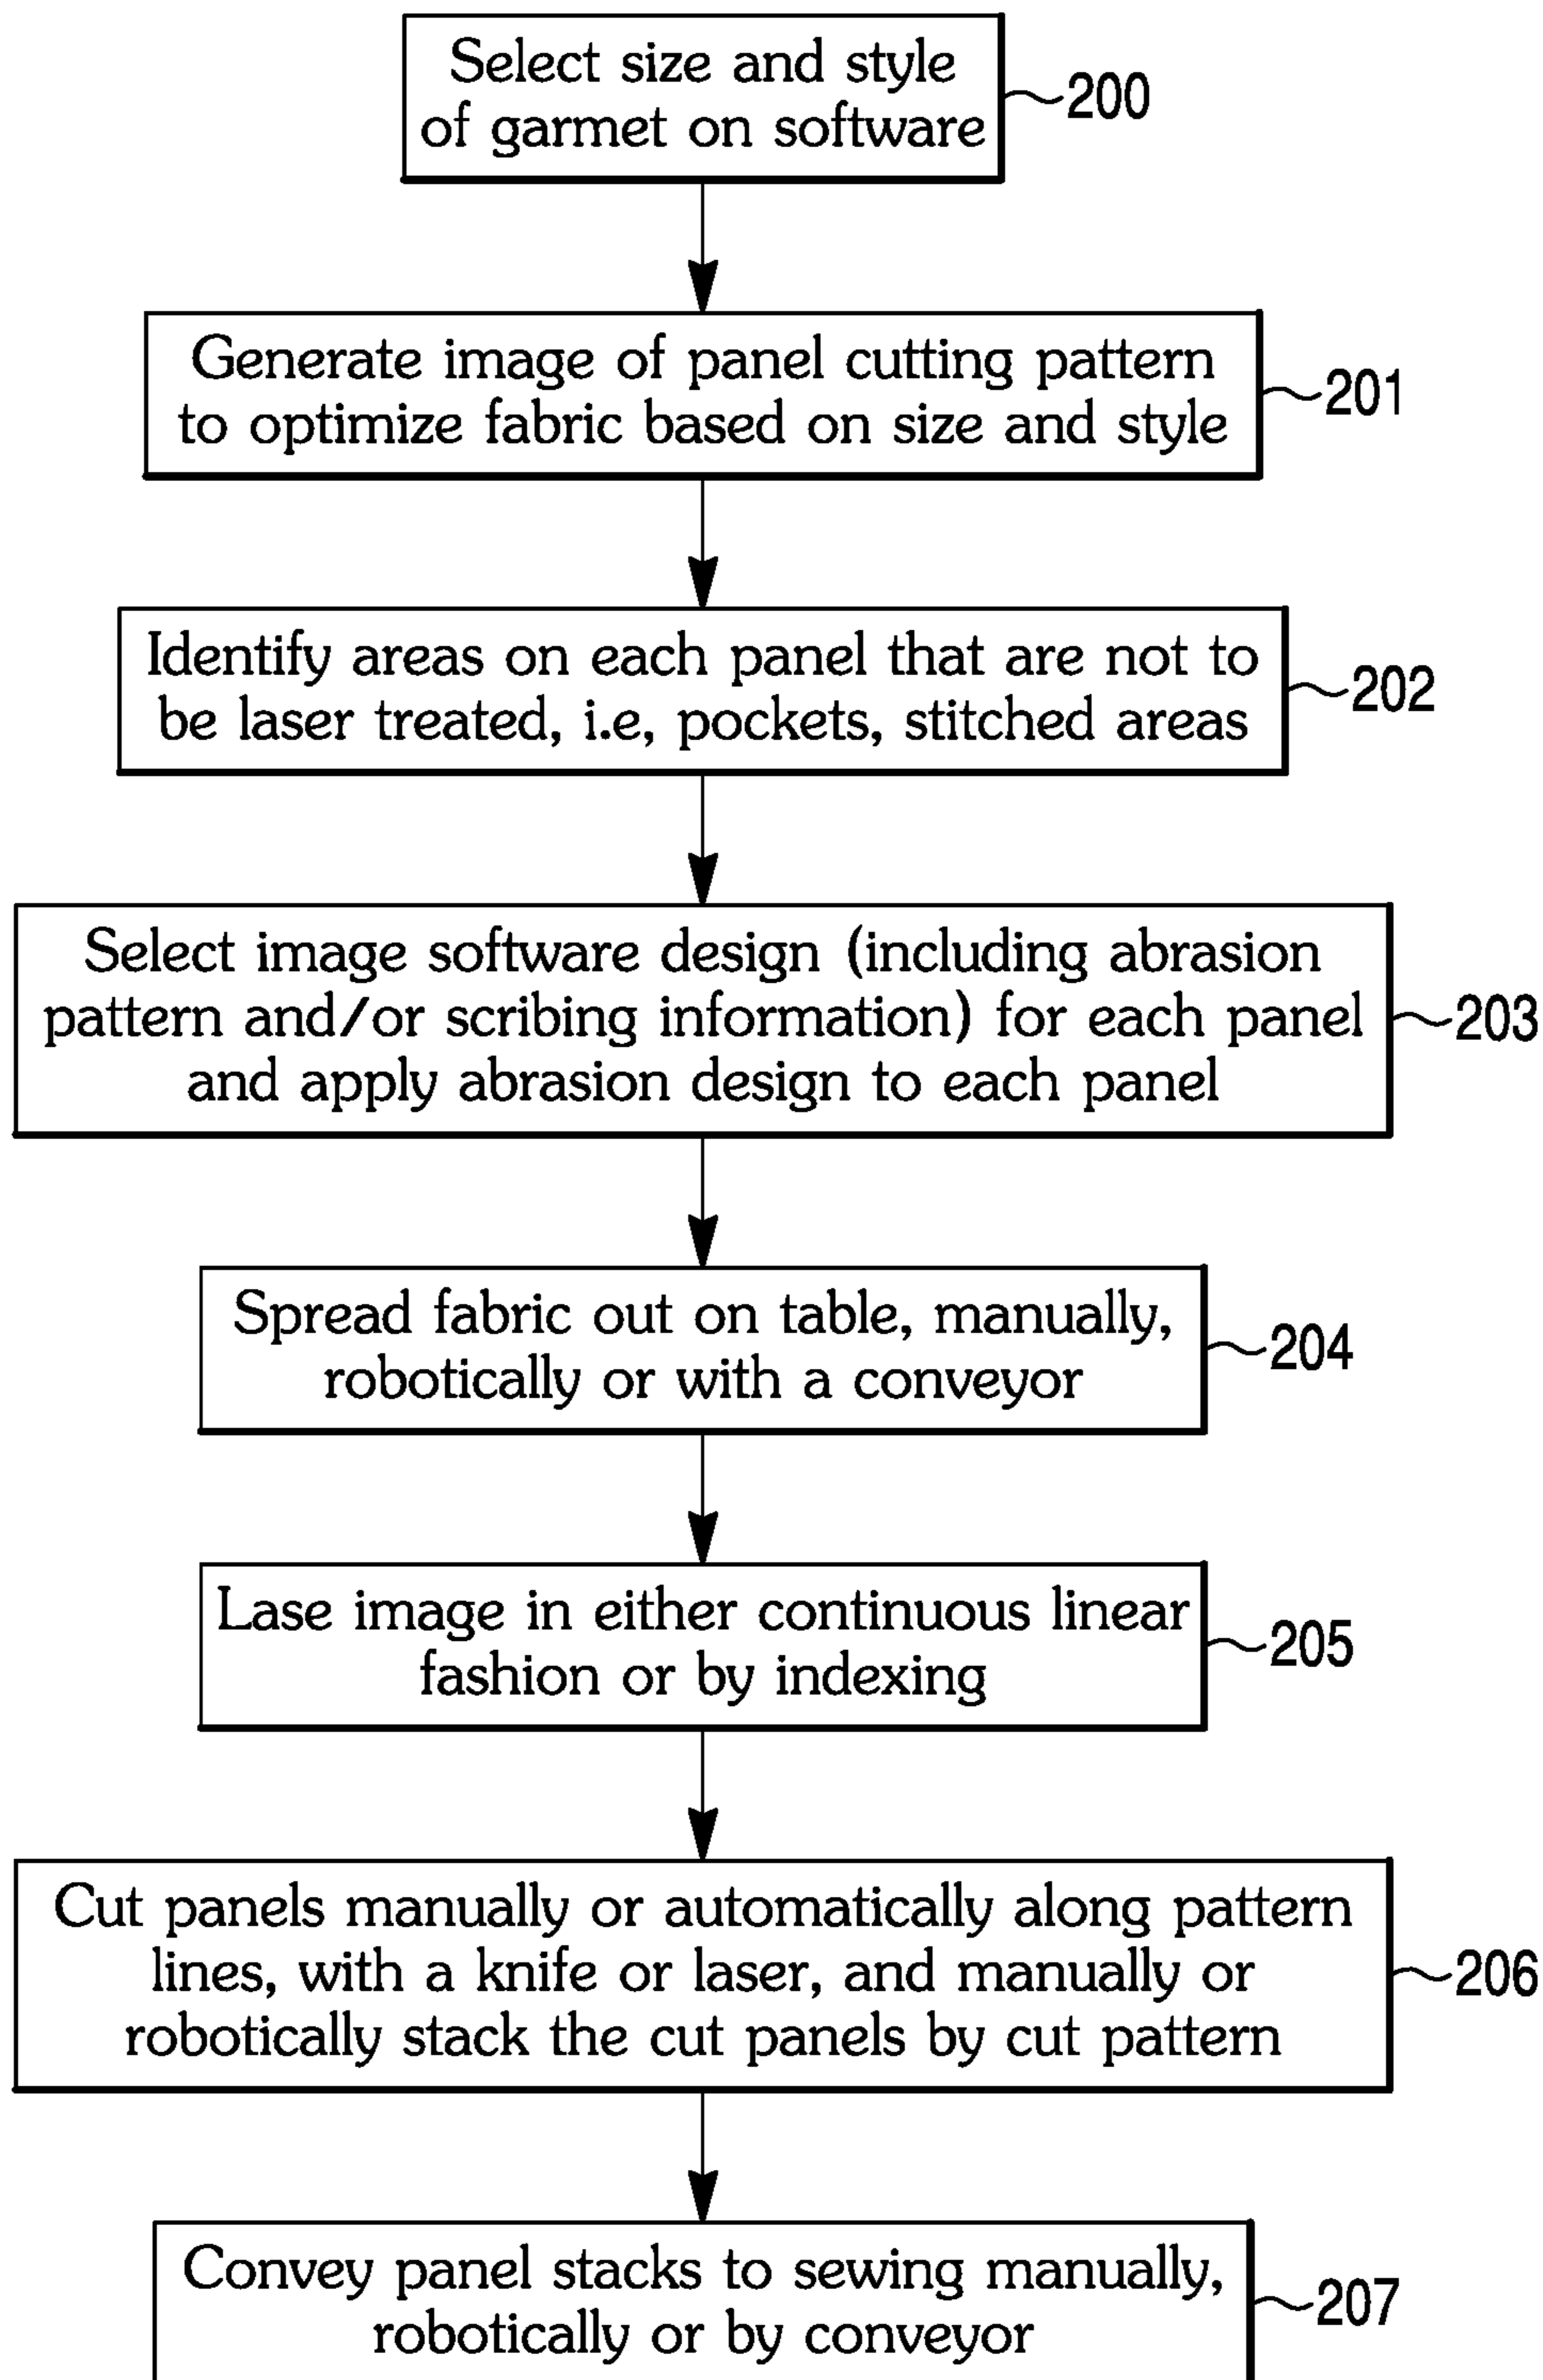 Select size and style
of garmet on software
200
Generate image of panel cutting pattern
to optimize fabric based on size and style
201
Identify areas on each panel that are not to
be laser treated, i.e, pockets, stitched areas
202
Select image software design (including abrasion
pattern and/or scribing information) for each panel
and apply abrasion design to each panel
203
Spread fabric out on table, manually,
robotically or with a conveyor
204
Lase image in either continuous linear
fashion or by indexing
205
Cut panels manually or automatically along pattern
lines, with a knife or laser, and manually or
robotically stack the cut panels by cut pattern
206
Convey panel stacks to sewing manually,
robotically or by conveyor
207